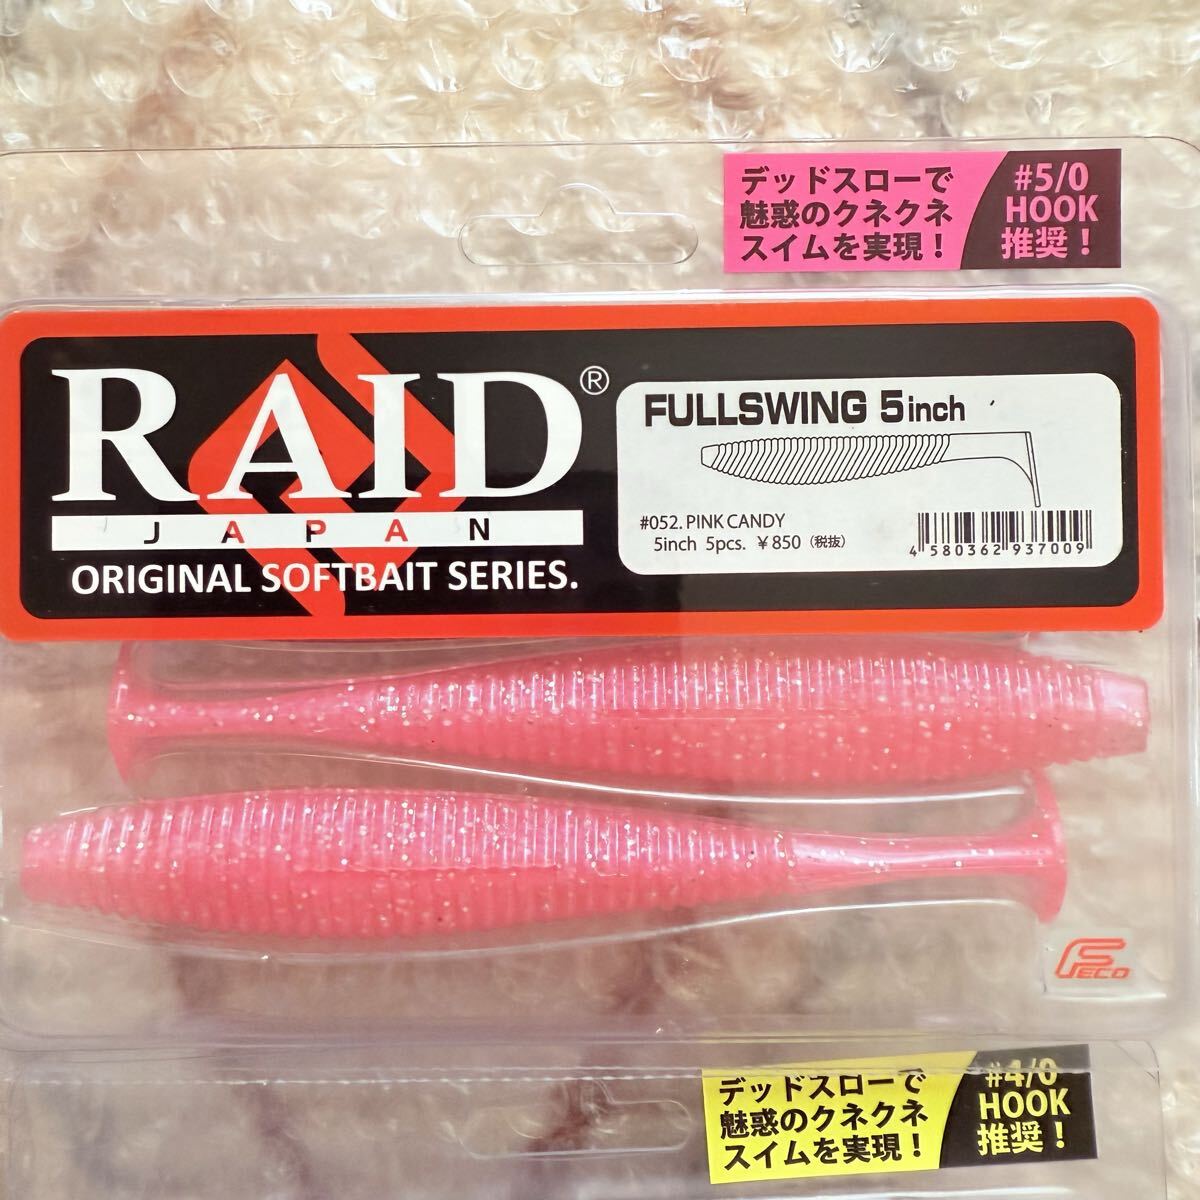 デッドスローで
魅惑のクネクネ
スイムを実現！
#5/0
HOOK
推奨！
RAID®
JAPAN
ORIGINAL SOFTBAIT SERIES.
FULLSWING 5inch
#052. PINK CANDY
5inch 5pcs. ￥850（税抜）
4 580362 937009
FECO
デッドスローで
魅惑のクネクネ
スイムを実現！
#4/0
HOOK
推奨！